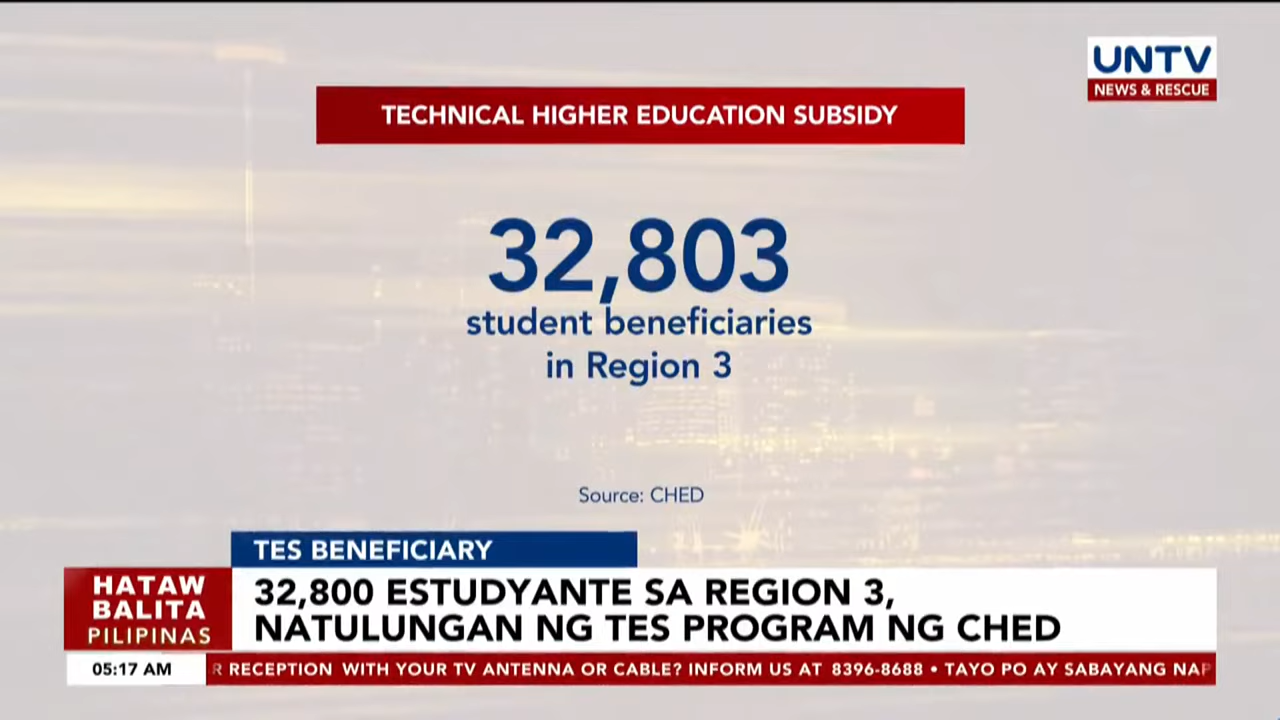 UNTV
NEWS & RESCUE
TECHNICAL HIGHER EDUCATION SUBSIDY
32,803
student beneficiaries
in Region 3
Source: CHED
TES BENEFICIARY
HATAW
BALITA
PILIPINAS
32,800 ESTUDYANTE SA REGION 3,
NATULUNGAN NG TES PROGRAM NG CHED
05:17 AM
R RECEPTION WITH YOUR TV ANTENNA OR CABLE? INFORM US AT 8396-8688 • TAYO PO AY SABAYANG NAP